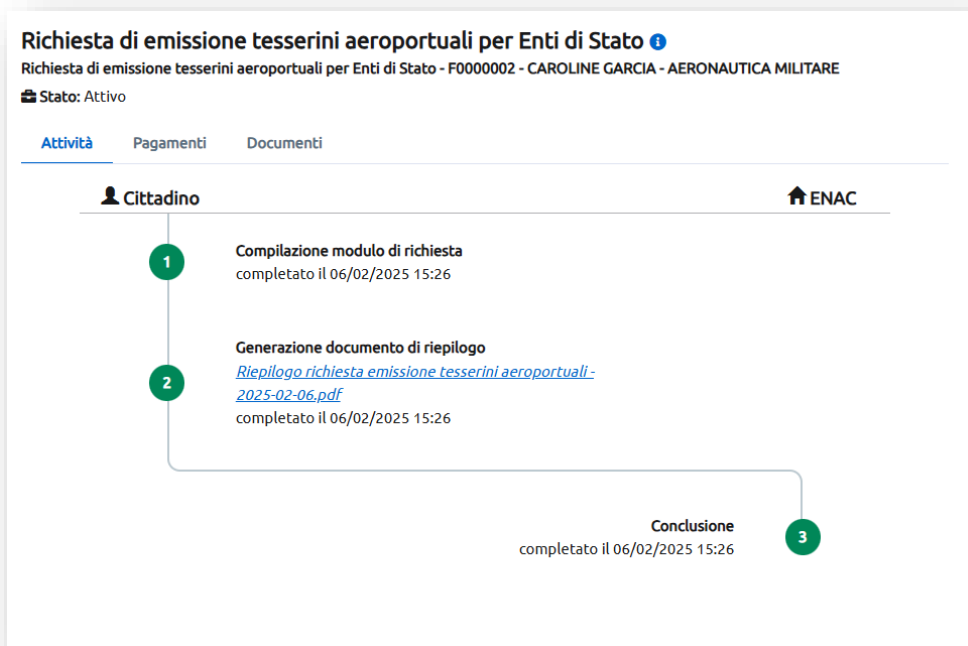 Richiesta di emissione tesserini aeroportuali per Enti di Stato
Richiesta di emissione tesserini aeroportuali per Enti di Stato - F0000002 - CAROLINE GARCIA - AERONAUTICA MILITARE
Stato: Attivo
Attività Pagamenti Documenti
Cittadino ENAC
1 Compilazione modulo di richiesta
completato il 06/02/2025 15:26
Generazione documento di riepilogo
2 Riepilogo richiesta emissione tesserini aeroportuali -
2025-02-06.pdf
completato il 06/02/2025 15:26
Conclusione
3 completato il 06/02/2025 15:26